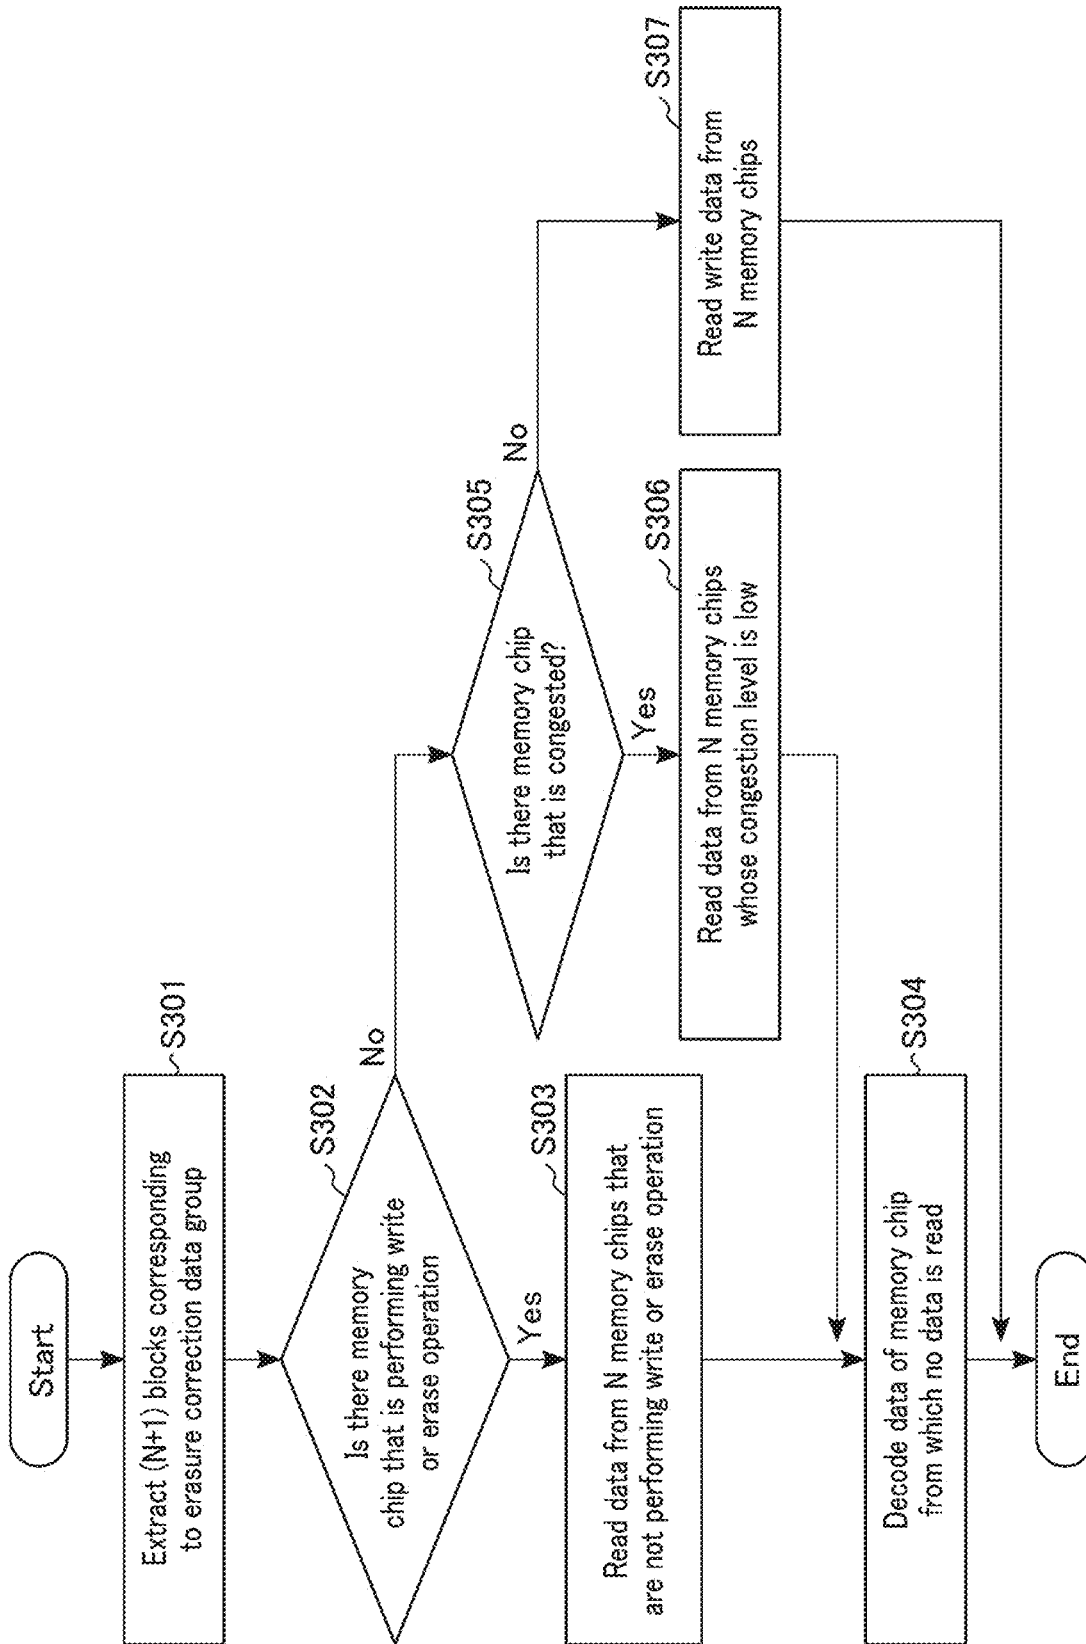 Start
S301
Extract (N+1) blocks corresponding
to erasure correction data group
S302
Is there memory
chip that is performing write
or erase operation
No
Yes
S303
Read data from N memory chips that
are not performing write or erase operation
S304
Decode data of memory chip
from which no data is read
End
S305
Is there memory chip
that is congested?
No
Yes
S306
Read data from N memory chips
whose congestion level is low
S307
Read write data from
N memory chips